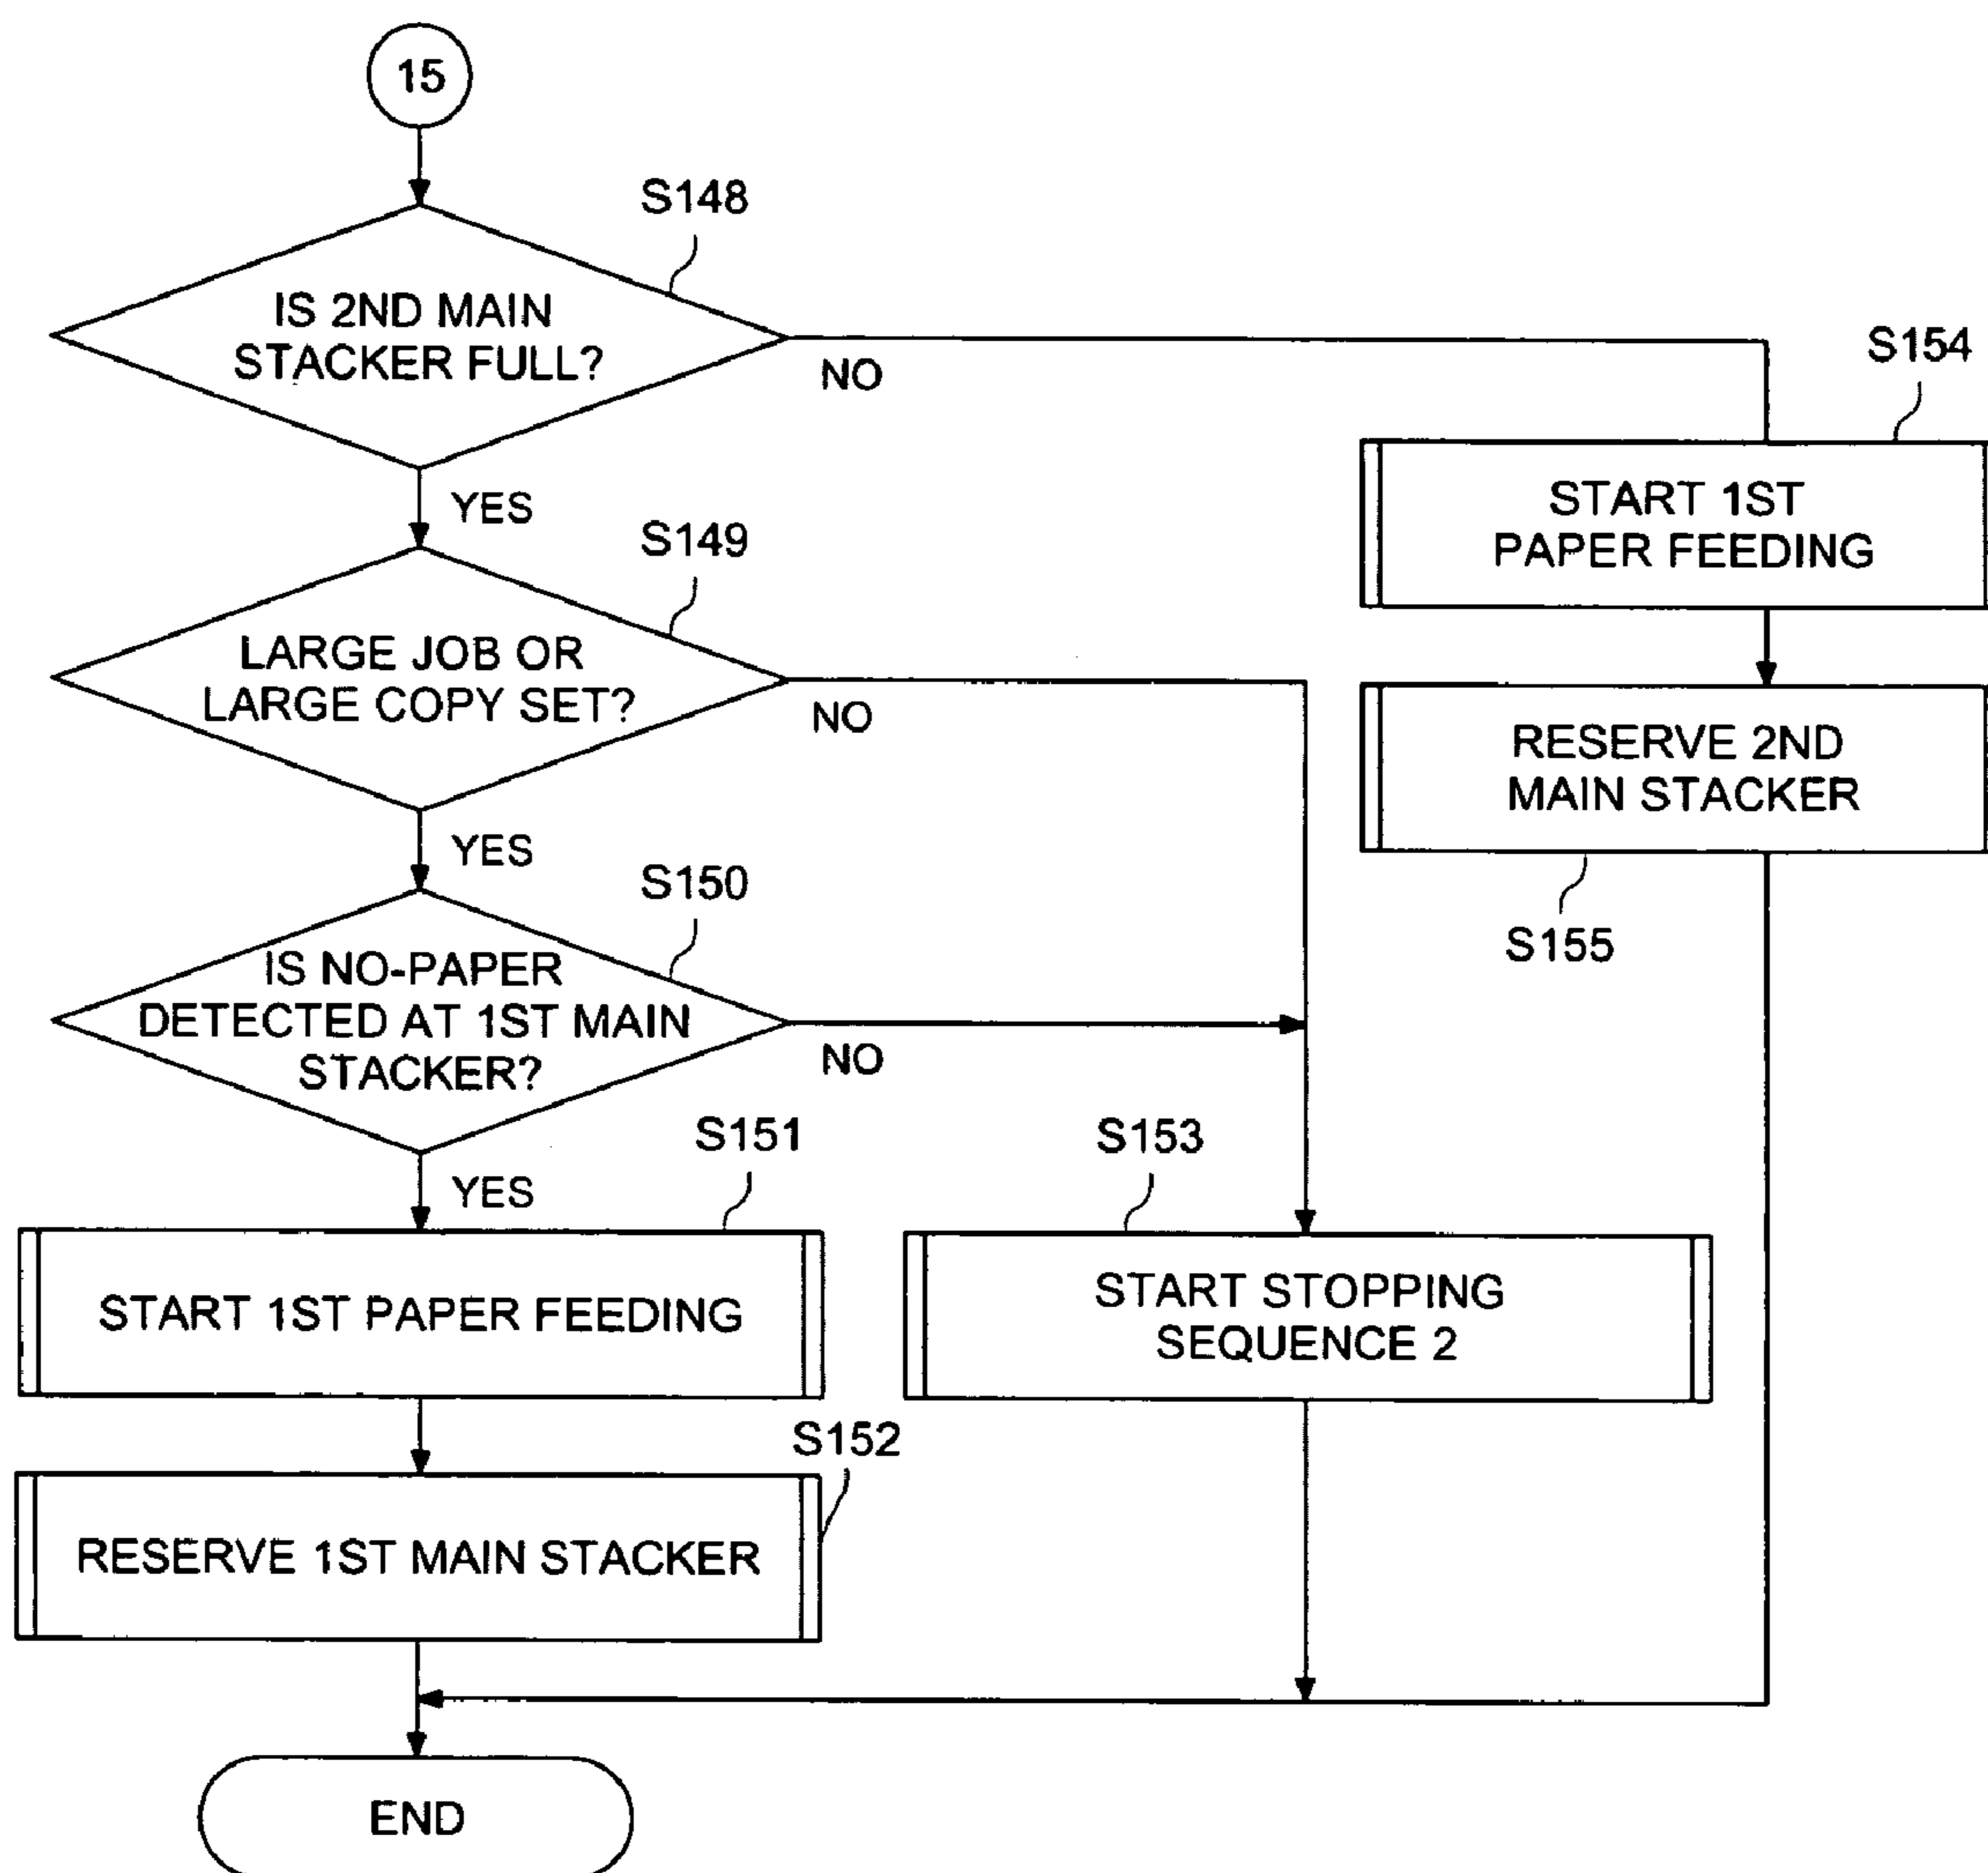 15
S148
IS 2ND MAIN
STACKER FULL?
NO
YES
S154
START 1ST
PAPER FEEDING
S149
LARGE JOB OR
LARGE COPY SET?
NO
YES
RESERVE 2ND
MAIN STACKER
S155
S150
IS NO-PAPER
DETECTED AT 1ST MAIN
STACKER?
NO
YES
S151
START 1ST PAPER FEEDING
S153
START STOPPING
SEQUENCE 2
S152
RESERVE 1ST MAIN STACKER
END